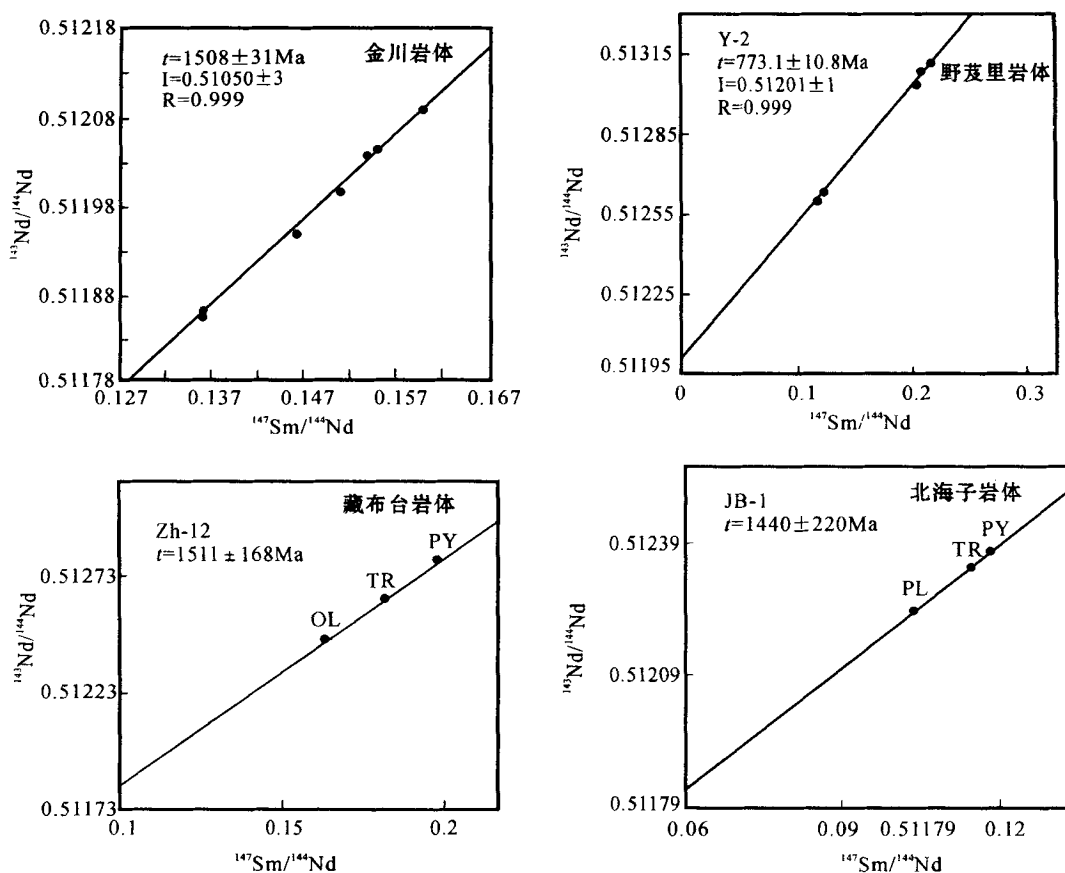 0.51218
0.51208
0.51198
0.51188
0.51178
¹⁴³Nd/¹⁴⁴Nd
t=1508±31Ma
I=0.51050±3
R=0.999
金川岩体
0.127 0.137 0.147 0.157 0.167
¹⁴⁷Sm/¹⁴⁴Nd
0.51315
0.51285
0.51255
0.51225
0.51195
¹⁴³Nd/¹⁴⁴Nd
Y-2
t=773.1±10.8Ma
I=0.51201±1
R=0.999
野茂里岩体
0 0.1 0.2 0.3
¹⁴⁷Sm/¹⁴⁴Nd
0.51273
0.51223
0.51173
¹⁴³Nd/¹⁴⁴Nd
藏布台岩体
Zh-12
t=1511±168Ma
PY
TR
OL
0.1 0.15 0.2
¹⁴⁷Sm/¹⁴⁴Nd
0.51239
0.51209
0.51179
¹⁴³Nd/¹⁴⁴Nd
北海子岩体
JB-1
t=1440±220Ma
PY
TR
PL
0.06 0.09 0.51179 0.12
¹⁴⁷Sm/¹⁴⁴Nd